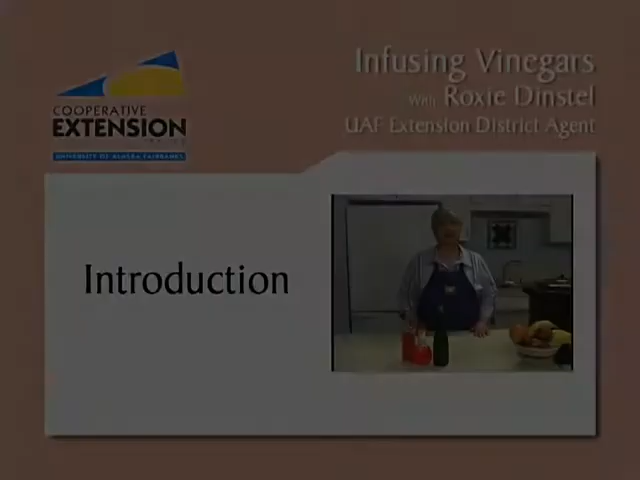 Infusing Vinegars
with Roxie Dinstel
UAF Extension District Agent
COOPERATIVE
EXTENSION
UNIVERSITY OF ALASKA FAIRBANKS
Introduction